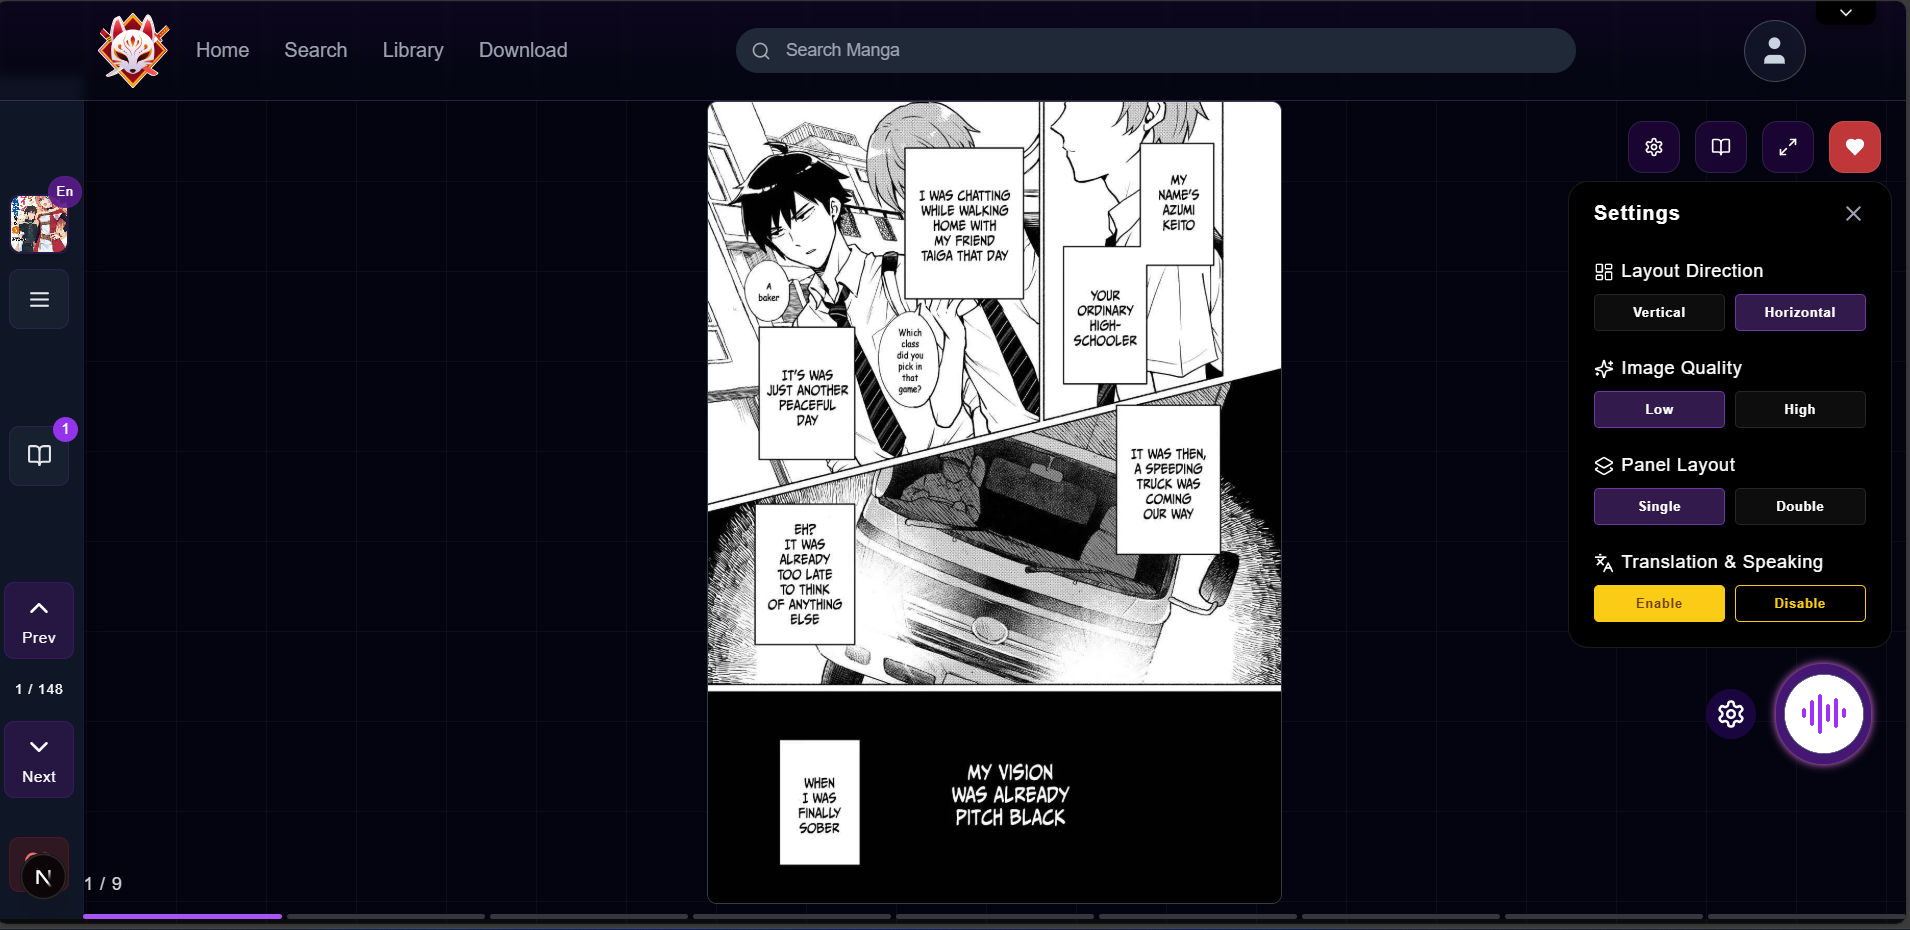 Home
Search
Library
Download
Search Manga
En
1
Prev
1 / 148
Next
N
1 / 9
MY
NAME'S
AZUMI
KEITO
YOUR
ORDINARY
HIGH-
SCHOOLER
I WAS CHATTING
WHILE WALKING
HOME WITH
MY FRIEND
TAIGA THAT DAY
Which
class
did you
pick in
that
game?
A
baker
IT'S WAS
JUST ANOTHER
PEACEFUL
DAY
IT WAS THEN,
A SPEEDING
TRUCK WAS
COMING
OUR WAY
EH?
IT WAS
ALREADY
TOO LATE
TO THINK
OF ANYTHING
ELSE
MY VISION
WAS ALREADY
PITCH BLACK
WHEN
I WAS
FINALLY
SOBER
Settings
Layout Direction
Vertical
Horizontal
Image Quality
Low
High
Panel Layout
Single
Double
Translation & Speaking
Enable
Disable